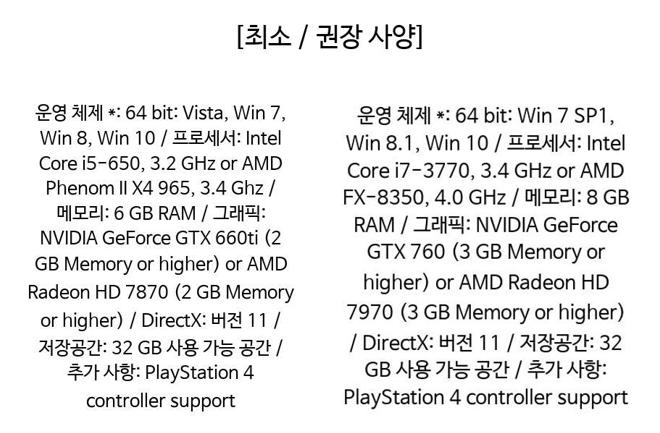 [최소 / 권장 사양]
운영 체제 *: 64 bit: Vista, Win 7,
Win 8, Win 10 / 프로세서: Intel
Core i5-650, 3.2 GHz or AMD
Phenom II X4 965, 3.4 Ghz /
메모리: 6 GB RAM / 그래픽:
NVIDIA GeForce GTX 660ti (2
GB Memory or higher) or AMD
Radeon HD 7870 (2 GB Memory
or higher) / DirectX: 버전 11 /
저장공간: 32 GB 사용 가능 공간 /
추가 사항: PlayStation 4
controller support
운영 체제 *: 64 bit: Win 7 SP1,
Win 8.1, Win 10 / 프로세서: Intel
Core i7-3770, 3.4 GHz or AMD
FX-8350, 4.0 GHz / 메모리: 8 GB
RAM / 그래픽: NVIDIA GeForce
GTX 760 (3 GB Memory or
higher) or AMD Radeon HD
7970 (3 GB Memory or higher)
/ DirectX: 버전 11 / 저장공간: 32
GB 사용 가능 공간 / 추가 사항:
PlayStation 4 controller support